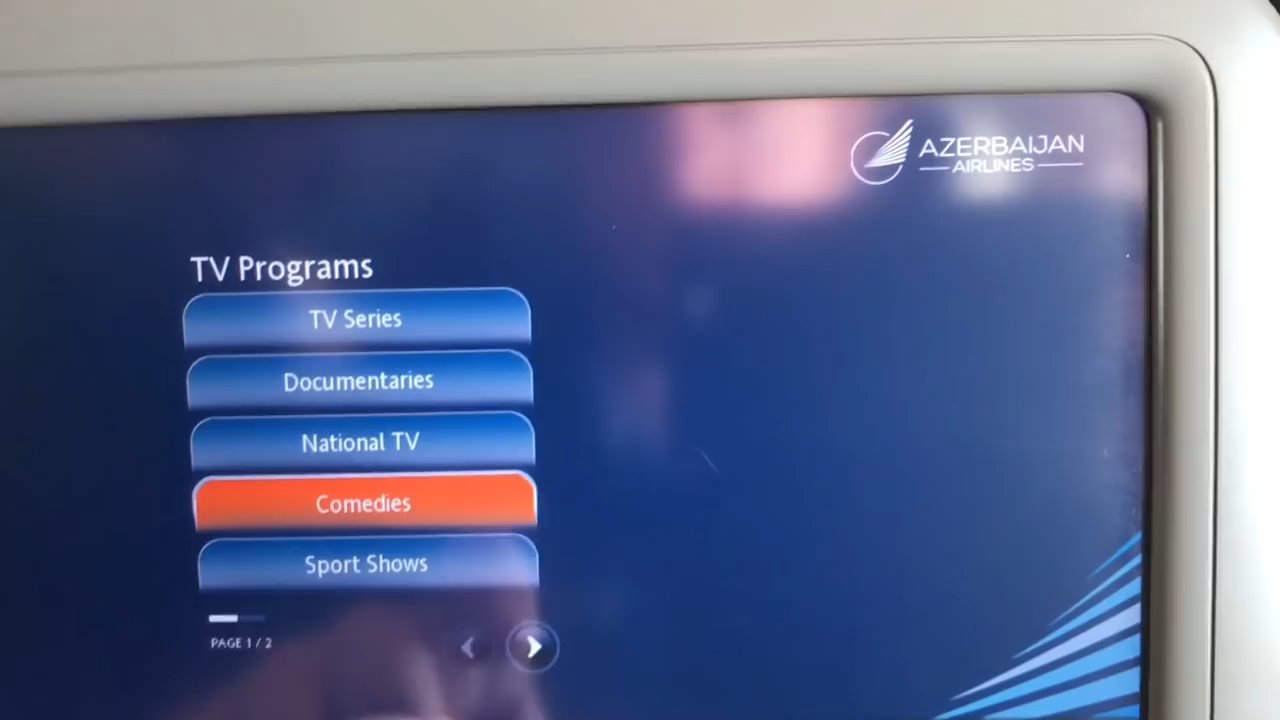 AZERBAIJAN
AIRLINES
TV Programs
TV Series
Documentaries
National TV
Comedies
Sport Shows
PAGE 1 / 2